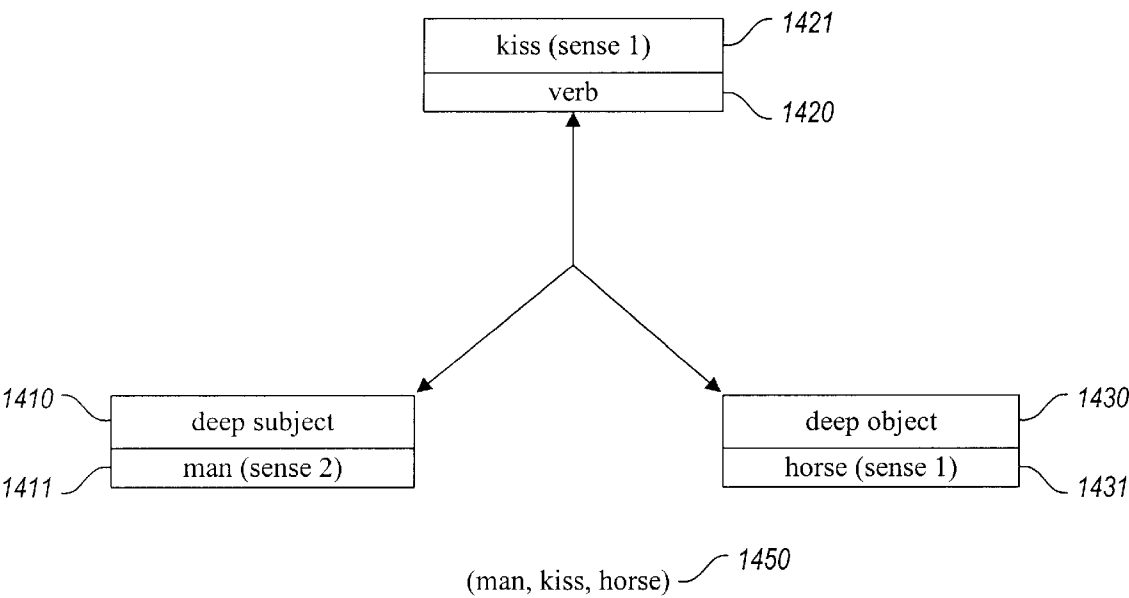 kiss (sense 1) 1421
verb 1420
1410 deep subject
1411 man (sense 2)
deep object 1430
horse (sense 1) 1431
(man, kiss, horse) 1450